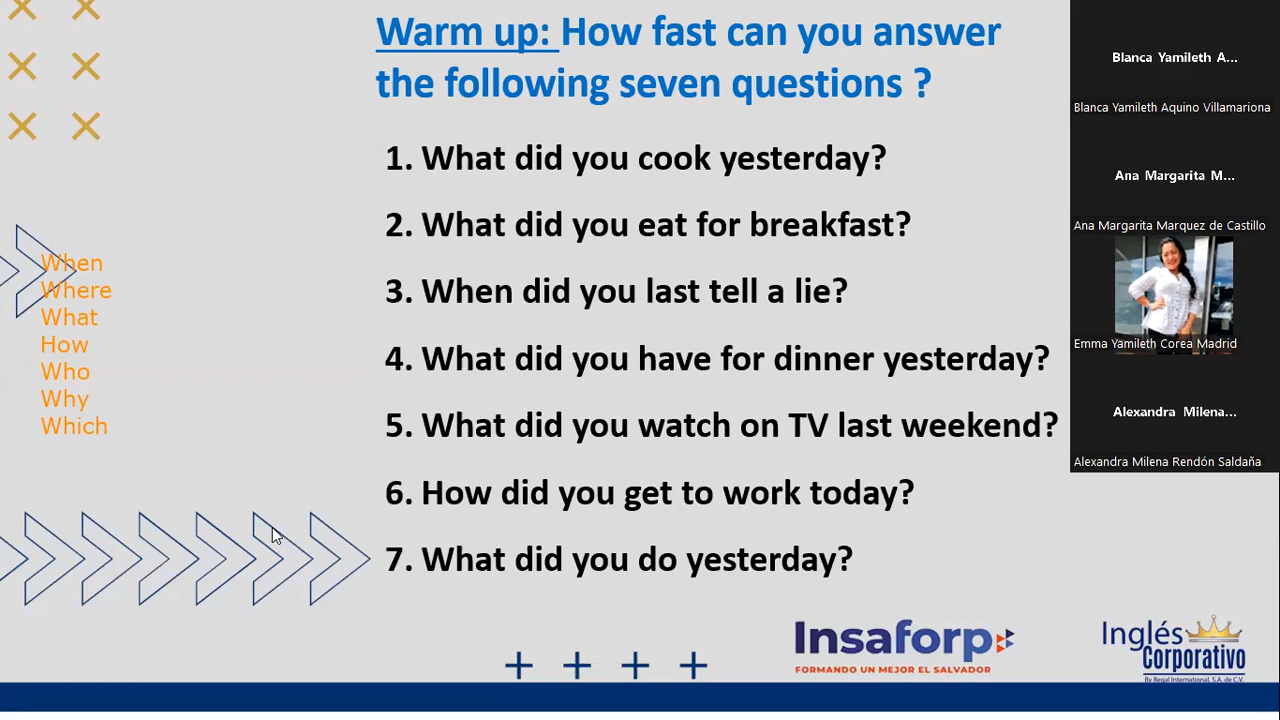 Warm up: How fast can you answer
the following seven questions ?
1. What did you cook yesterday?
2. What did you eat for breakfast?
3. When did you last tell a lie?
4. What did you have for dinner yesterday?
5. What did you watch on TV last weekend?
6. How did you get to work today?
7. What did you do yesterday?
When
Where
What
How
Who
Why
Which
Insaforp
FORMANDO UN MEJOR EL SALVADOR
Inglés
Corporativo
By Regal International, S.A. de C.V.
Blanca Yamileth A...
Blanca Yamileth Aquino Villamariona
Ana Margarita M...
Ana Margarita Marquez de Castillo
Emma Yamileth Corea Madrid
Alexandra Milena...
Alexandra Milena Rendón Saldaña